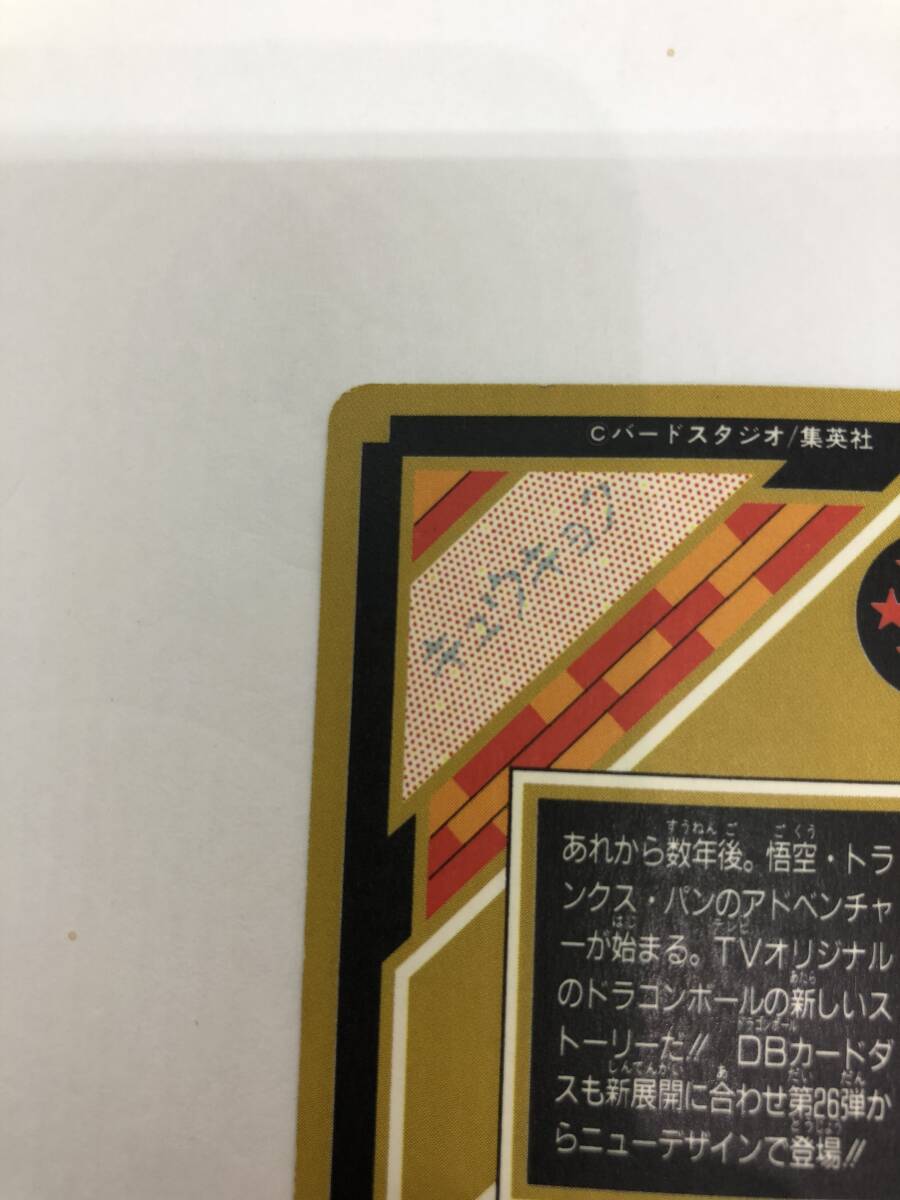 Cバードスタジオ/集英社
キュウキョク
あれから数年後。悟空・トラ
ンクス・パンのアドベンチャ
ーが始まる。TVオリジナル
のドラゴンボールの新しいス
トーリーだ!! DBカードダ
スも新展開に合わせ第26弾か
らニューデザインで登場!!